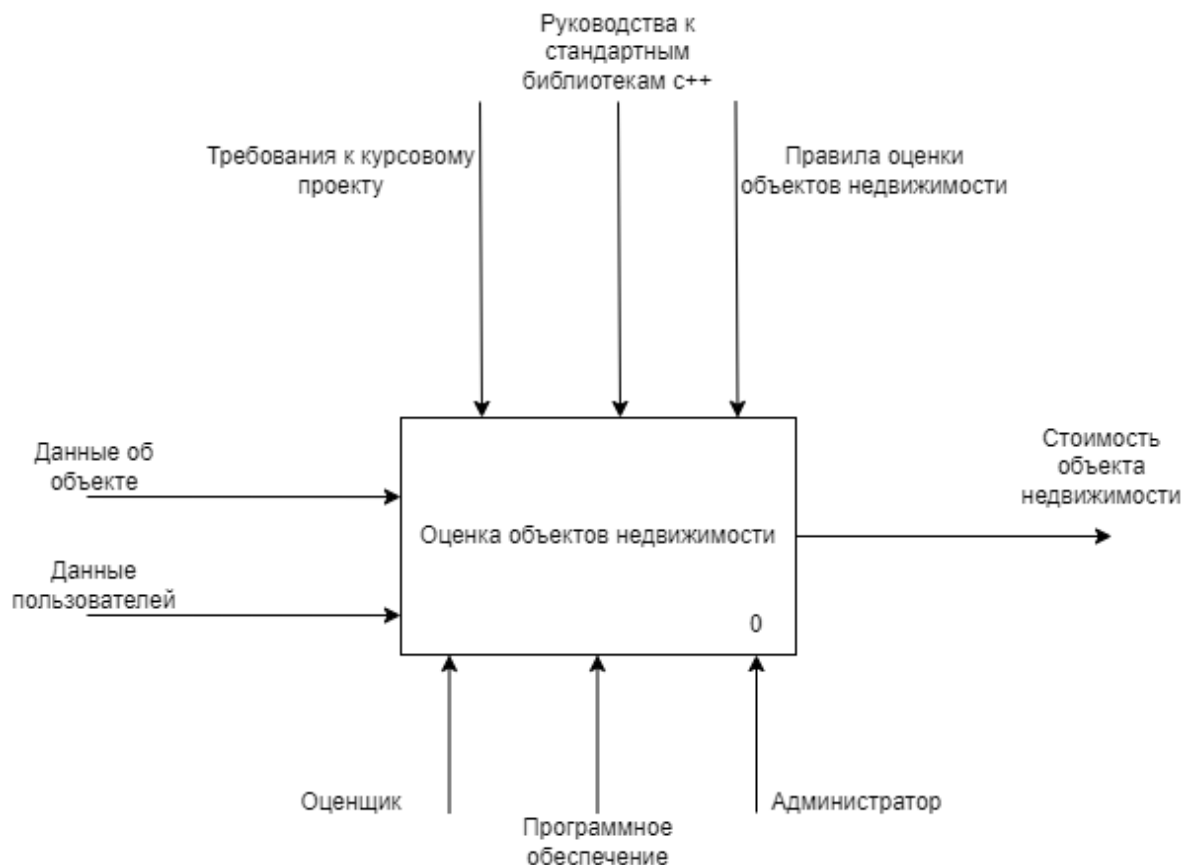 Руководства к
стандартным
библиотекам с++
Требования к курсовому
проекту
Правила оценки
объектов недвижимости
Данные об
объекте
Стоимость
объекта
недвижимости
Оценка объектов недвижимости
Данные
пользователей
0
Оценщик
Программное
обеспечение
Администратор